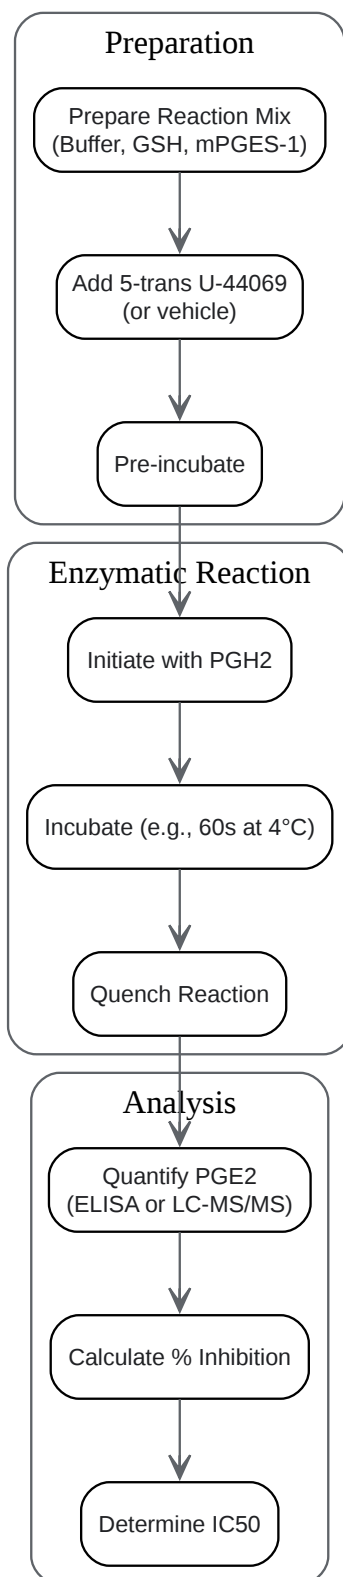 Preparation
Prepare Reaction Mix
(Buffer, GSH, mPGES-1)
Add 5-trans U-44069
(or vehicle)
Pre-incubate
Enzymatic Reaction
Initiate with PGH2
Incubate (e.g., 60s at 4°C)
Quench Reaction
Analysis
Quantify PGE2
(ELISA or LC-MS/MS)
Calculate % Inhibition
Determine IC50